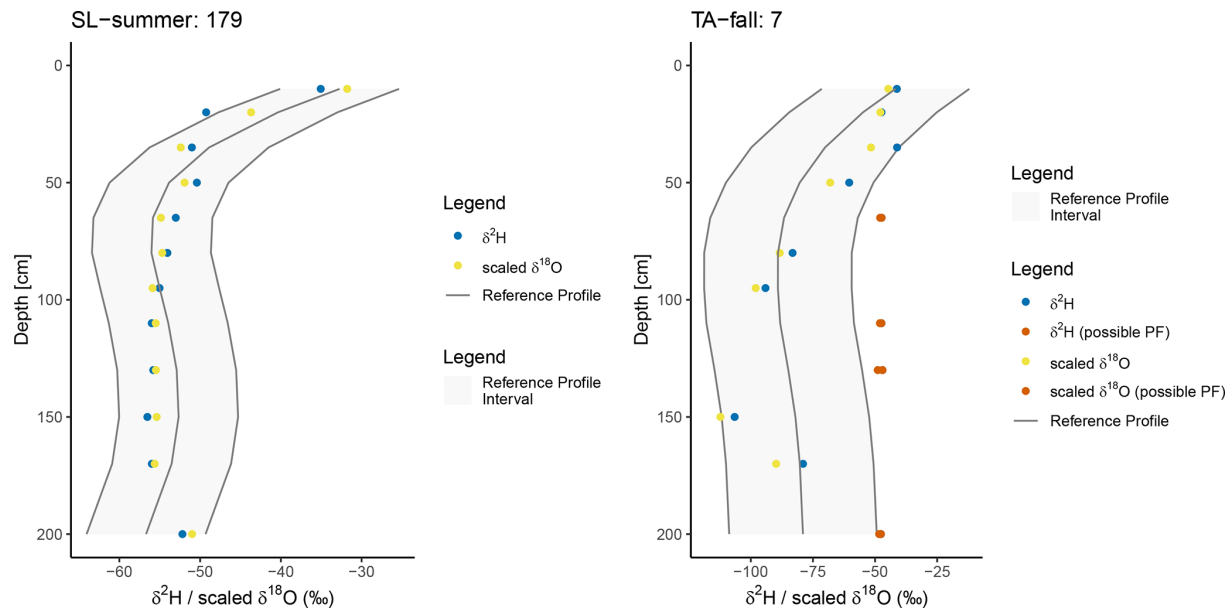 SL−summer: 179
0
50
100
150
200
Depth [cm]
−60
−50
−40
−30
δ²H / scaled δ¹⁸O (‰)
Legend
δ²H
scaled δ¹⁸O
Reference Profile
Legend
Reference Profile
Interval
TA−fall: 7
0
50
100
150
200
Depth [cm]
−100
−75
−50
−25
δ²H / scaled δ¹⁸O (‰)
Legend
Reference Profile
Interval
Legend
δ²H
δ²H (possible PF)
scaled δ¹⁸O
scaled δ¹⁸O (possible PF)
Reference Profile